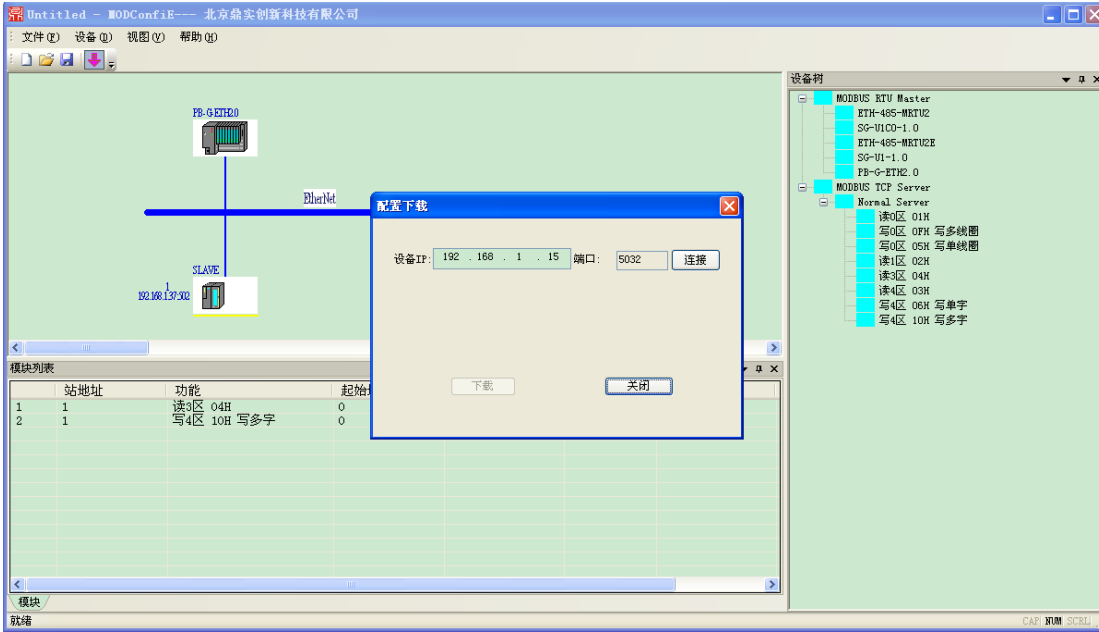 Untitled - MODConfiE--- 北京鼎实创新科技有限公司
文件(F) 设备(D) 视图(V) 帮助(H)
PB-G-ETH2.0
EtherNet
SLAVE
1
192.168.1.37:502
配置下载
设备IP: 192 . 168 . 1 . 15 端口: 5032 连接
下载 关闭
设备树
MODBUS RTU Master
ETH-485-MRTU2
SG-U1CO-1.0
ETH-485-MRTU2E
SG-U1-1.0
PB-G-ETH2.0
MODBUS TCP Server
Normal Server
读0区 01H
写0区 0FH 写多线圈
写0区 05H 写单线圈
读1区 02H
读3区 04H
读4区 03H
写4区 06H 写单字
写4区 10H 写多字
模块列表
站地址 功能 起始
1 1 读3区 04H 0
2 1 写4区 10H 写多字 0
模块
就绪
CAP NUM SCRL